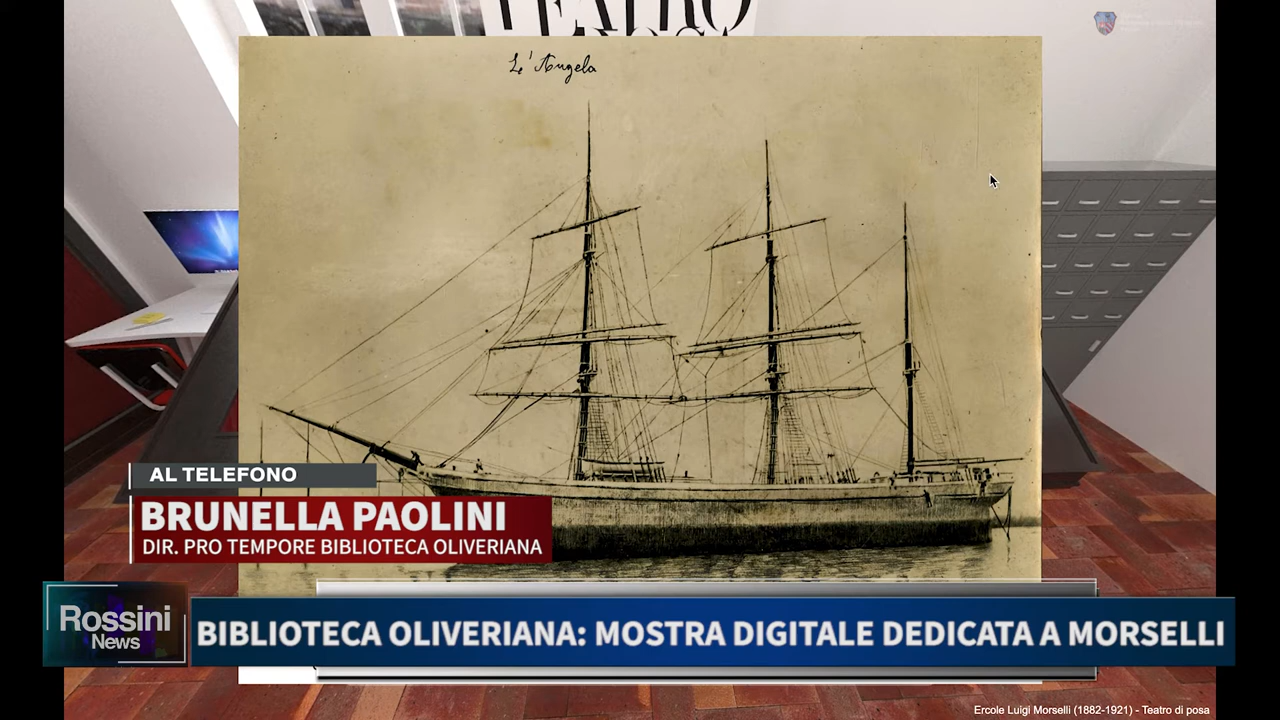 TEATRO
L'Angela
AL TELEFONO
BRUNELLA PAOLINI
DIR. PRO TEMPORE BIBLIOTECA OLIVERIANA
Rossini
News
BIBLIOTECA OLIVERIANA: MOSTRA DIGITALE DEDICATA A MORSELLI
Ercole Luigi Morselli (1882-1921) - Teatro di posa